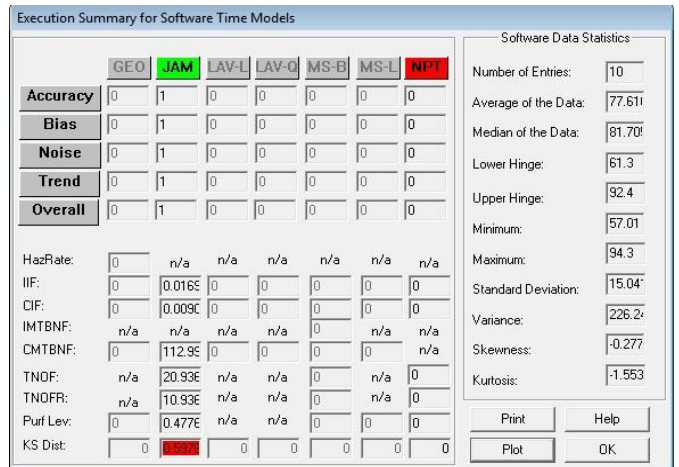 Execution Summary for Software Time Models
GEO JAM LAV-L LAV-Q MS-B MS-L NPT
Accuracy 0 1 0 0 0 0 0
Bias 0 1 0 0 0 0 0
Noise 0 1 0 0 0 0 0
Trend 0 1 0 0 0 0 0
Overall 0 1 0 0 0 0 0
HazRate: 0 n/a n/a n/a n/a n/a n/a
IIF: 0 0.0169 0 0 0 0 0
CIF: 0 0.0090 0 0 0 0 0
IMTBNF: n/a n/a n/a n/a 0 n/a n/a
CMTBNF: 0 112.99 0 0 0 0 n/a
TNOF: n/a 20.936 n/a n/a 0 n/a 0
TNOFR: n/a 10.936 n/a n/a 0 n/a 0
Purf Lev: 0 0.4776 n/a n/a 0 0 0
KS Dist: 0 0 0 0 0 0
Software Data Statistics
Number of Entries: 10
Average of the Data: 77.61
Median of the Data: 81.70
Lower Hinge: 61.3
Upper Hinge: 92.4
Minimum: 57.01
Maximum: 94.3
Standard Deviation: 15.04
Variance: 226.2
Skewness: -0.277
Kurtosis: -1.553
Print Help
Plot OK